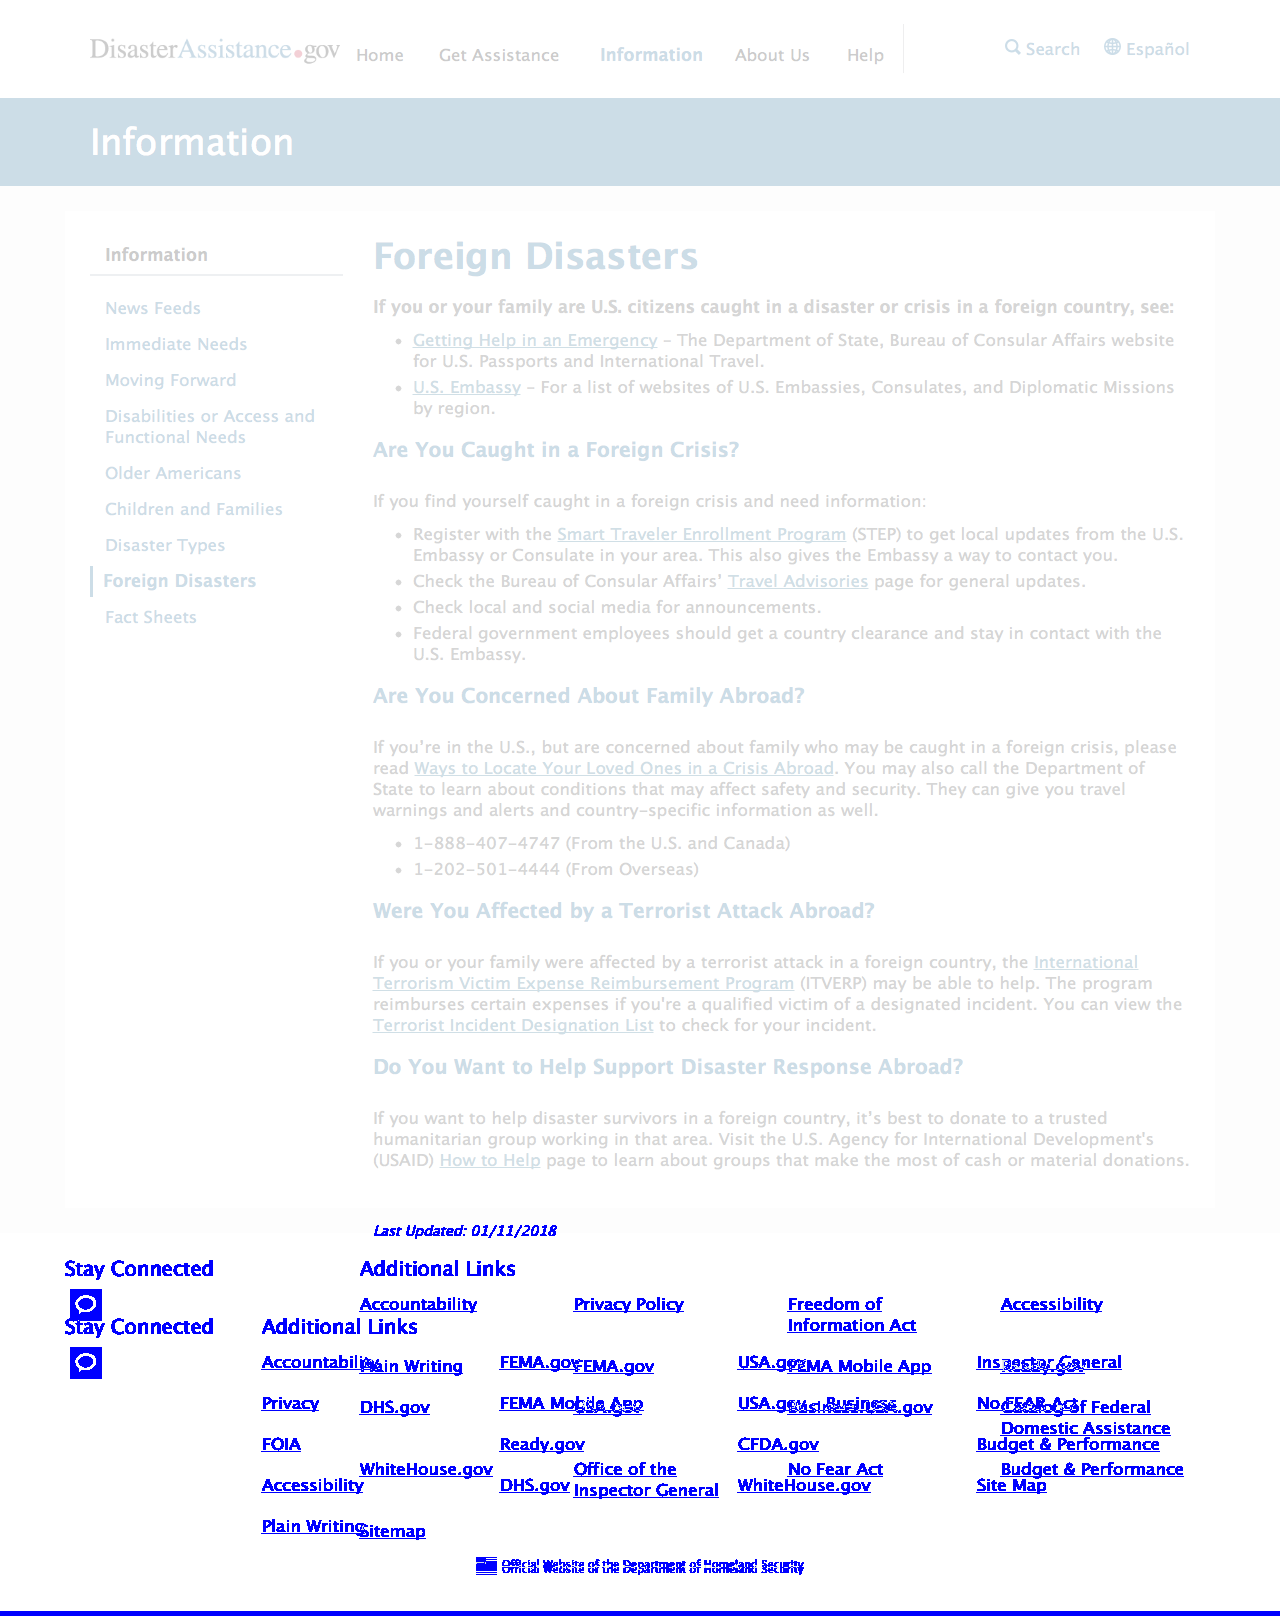 DisasterAssistance.gov
Home Get Assistance Information About Us Help
Search Español
Information
Information
News Feeds
Immediate Needs
Moving Forward
Disabilities or Access and
Functional Needs
Older Americans
Children and Families
Disaster Types
Foreign Disasters
Fact Sheets
Foreign Disasters
If you or your family are U.S. citizens caught in a disaster or crisis in a foreign country, see:
• Getting Help in an Emergency – The Department of State, Bureau of Consular Affairs website
for U.S. Passports and International Travel.
• U.S. Embassy – For a list of websites of U.S. Embassies, Consulates, and Diplomatic Missions
by region.
Are You Caught in a Foreign Crisis?
If you find yourself caught in a foreign crisis and need information:
• Register with the Smart Traveler Enrollment Program (STEP) to get local updates from the U.S.
Embassy or Consulate in your area. This also gives the Embassy a way to contact you.
• Check the Bureau of Consular Affairs’ Travel Advisories page for general updates.
• Check local and social media for announcements.
• Federal government employees should get a country clearance and stay in contact with the
U.S. Embassy.
Are You Concerned About Family Abroad?
If you’re in the U.S., but are concerned about family who may be caught in a foreign crisis, please
read Ways to Locate Your Loved Ones in a Crisis Abroad. You may also call the Department of
State to learn about conditions that may affect safety and security. They can give you travel
warnings and alerts and country-specific information as well.
• 1-888-407-4747 (From the U.S. and Canada)
• 1-202-501-4444 (From Overseas)
Were You Affected by a Terrorist Attack Abroad?
If you or your family were affected by a terrorist attack in a foreign country, the International
Terrorism Victim Expense Reimbursement Program (ITVERP) may be able to help. The program
reimburses certain expenses if you're a qualified victim of a designated incident. You can view the
Terrorist Incident Designation List to check for your incident.
Do You Want to Help Support Disaster Response Abroad?
If you want to help disaster survivors in a foreign country, it’s best to donate to a trusted
humanitarian group working in that area. Visit the U.S. Agency for International Development's
(USAID) How to Help page to learn about groups that make the most of cash or material donations.
Last Updated: 01/11/2018
Stay Connected Additional Links
Accountability Privacy Policy Freedom of Accessibility
Information Act
Stay Connected Additional Links
Accountability FEMA.gov USA.gov Inspector General
Plain Writing FEMA.gov FEMA Mobile App Ready.gov
Privacy FEMA Mobile App USA.gov - Business No FEAR Act
DHS.gov USA.gov Business.USA.gov Catalog of Federal
Domestic Assistance
FOIA Ready.gov CFDA.gov Budget & Performance
WhiteHouse.gov Office of the No Fear Act Budget & Performance
Inspector General
Accessibility DHS.gov WhiteHouse.gov Site Map
Plain Writing
Sitemap
Official Website of the Department of Homeland Security
Official Website of the Department of Homeland Security